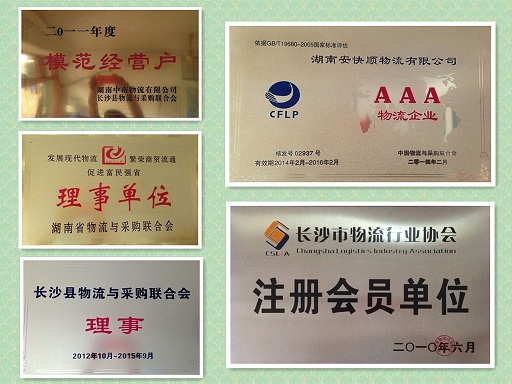 二〇一一年度
模范经营户
湖南中南物流有限公司
长沙县物流与采购联合会
发展现代物流 繁荣商贸流通
促进富民强省
理事单位
湖南省物流与采购联合会
长沙县物流与采购联合会
理事
2012年10月-2015年9月
依据GB/T19680-2005国家标准评估
湖南安快顺物流有限公司
CFLP
AAA
物流企业
核发号 02937 号
有效期2014年2月-2016年2月
中国物流与采购联合会
二零一四年二月
CSLIA
长沙市物流行业协会
Changsha Logistics Industry Association
注册会员单位
二〇一〇年六月